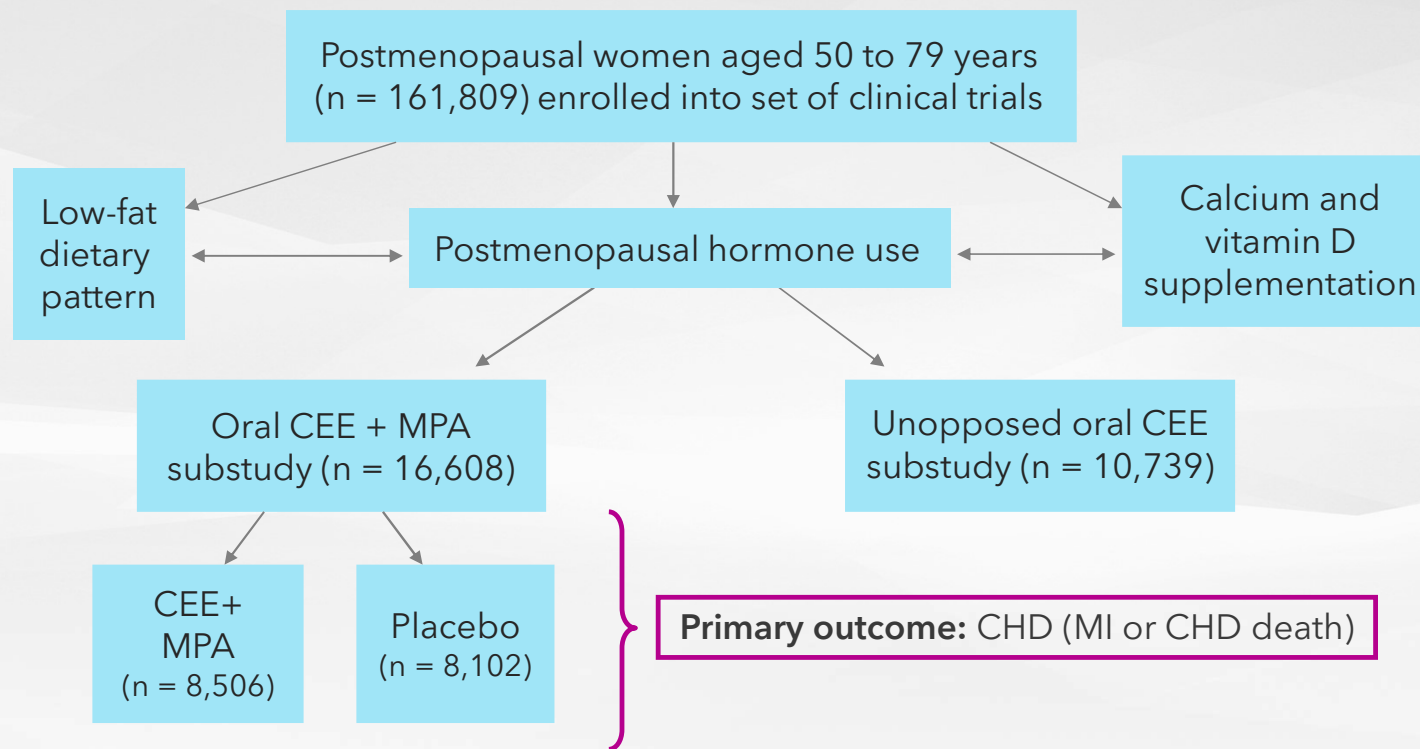 Postmenopausal women aged 50 to 79 years
(n = 161,809) enrolled into set of clinical trials
Low-fat
dietary
pattern
Postmenopausal hormone use
Calcium and
vitamin D
supplementation
Oral CEE + MPA
substudy (n = 16,608)
Unopposed oral CEE
substudy (n = 10,739)
CEE+
MPA
(n = 8,506)
Placebo
(n = 8,102)
Primary outcome: CHD (MI or CHD death)